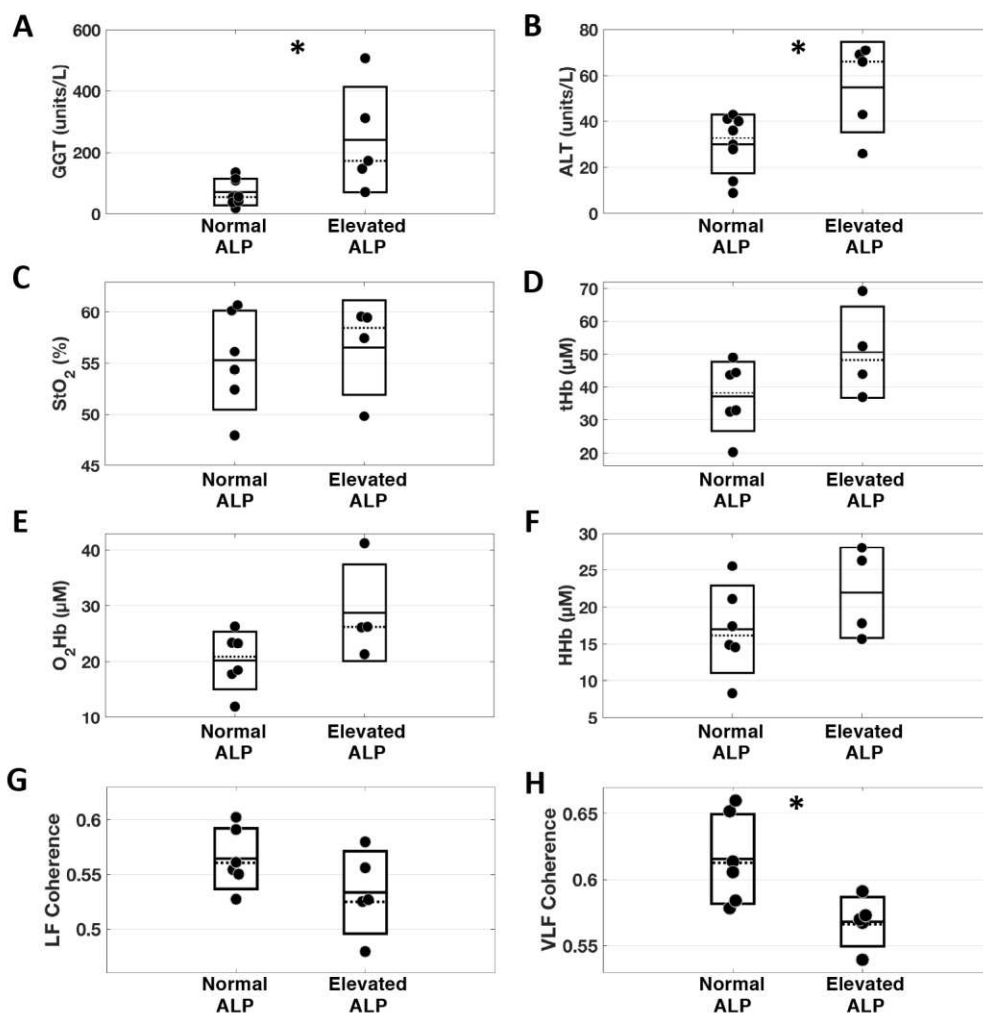 A
GGT (units/L)
600
400
200
0
*
Normal
ALP
Elevated
ALP
B
ALT (units/L)
80
60
40
20
0
*
Normal
ALP
Elevated
ALP
C
StO2 (%)
60
55
50
45
Normal
ALP
Elevated
ALP
D
tHb (µM)
70
60
50
40
30
20
Normal
ALP
Elevated
ALP
E
O2Hb (µM)
40
30
20
10
Normal
ALP
Elevated
ALP
F
HHb (µM)
30
25
20
15
10
5
Normal
ALP
Elevated
ALP
G
LF Coherence
0.6
0.55
0.5
Normal
ALP
Elevated
ALP
H
VLF Coherence
0.65
0.6
0.55
*
Normal
ALP
Elevated
ALP